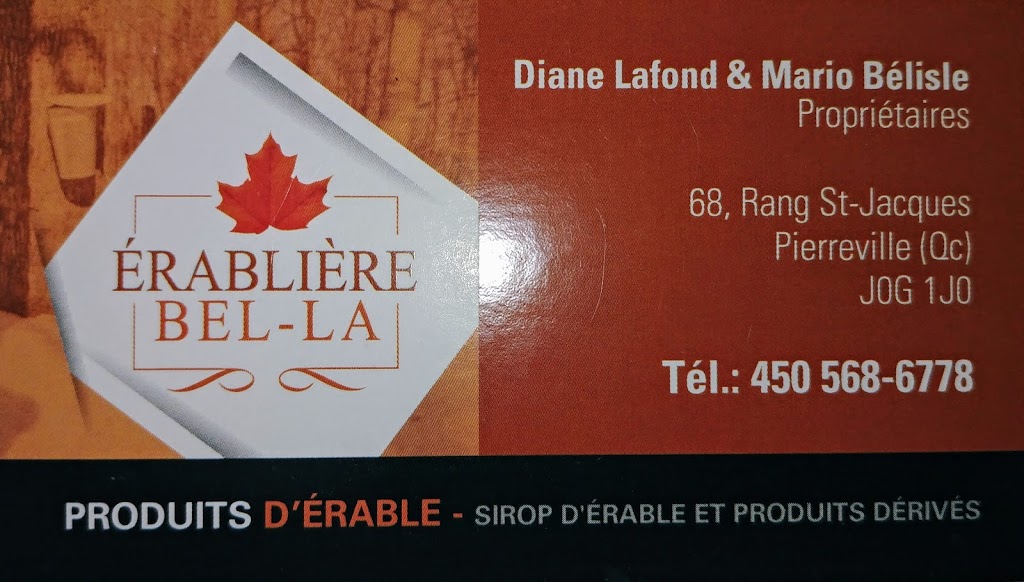 ÉRABLIÈRE
BEL-LA
Diane Lafond & Mario Bélisle
Propriétaires
68, Rang St-Jacques
Pierreville (Qc)
J0G 1J0
Tél.: 450 568-6778
PRODUITS D'ÉRABLE - SIROP D'ÉRABLE ET PRODUITS DÉRIVÉS